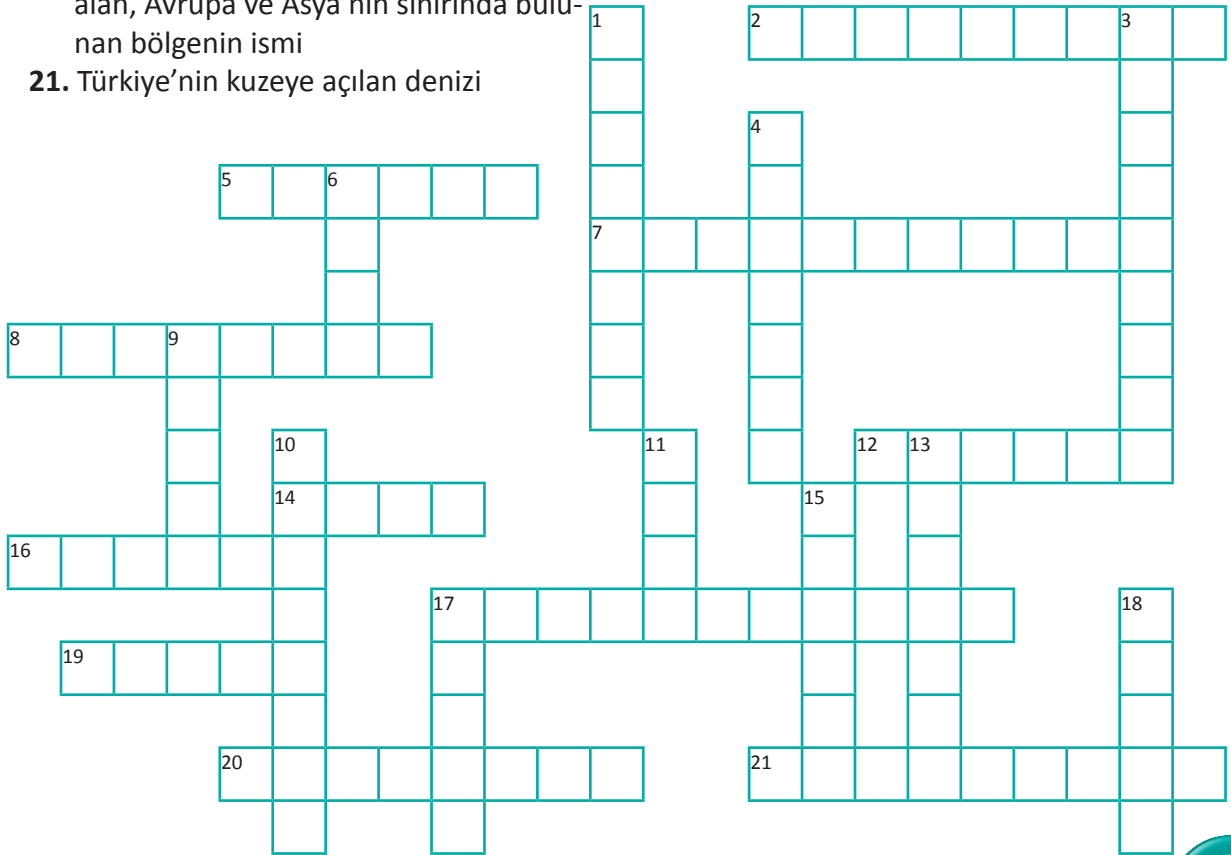 alan, Avrupa ve Asya'nın sınırında bulu-
nan bölgenin ismi
21. Türkiye'nin kuzeye açılan denizi
1 2 3
4
5 6
7
8 9
10 11 12 13
14 15
16
17 18
19
20 21